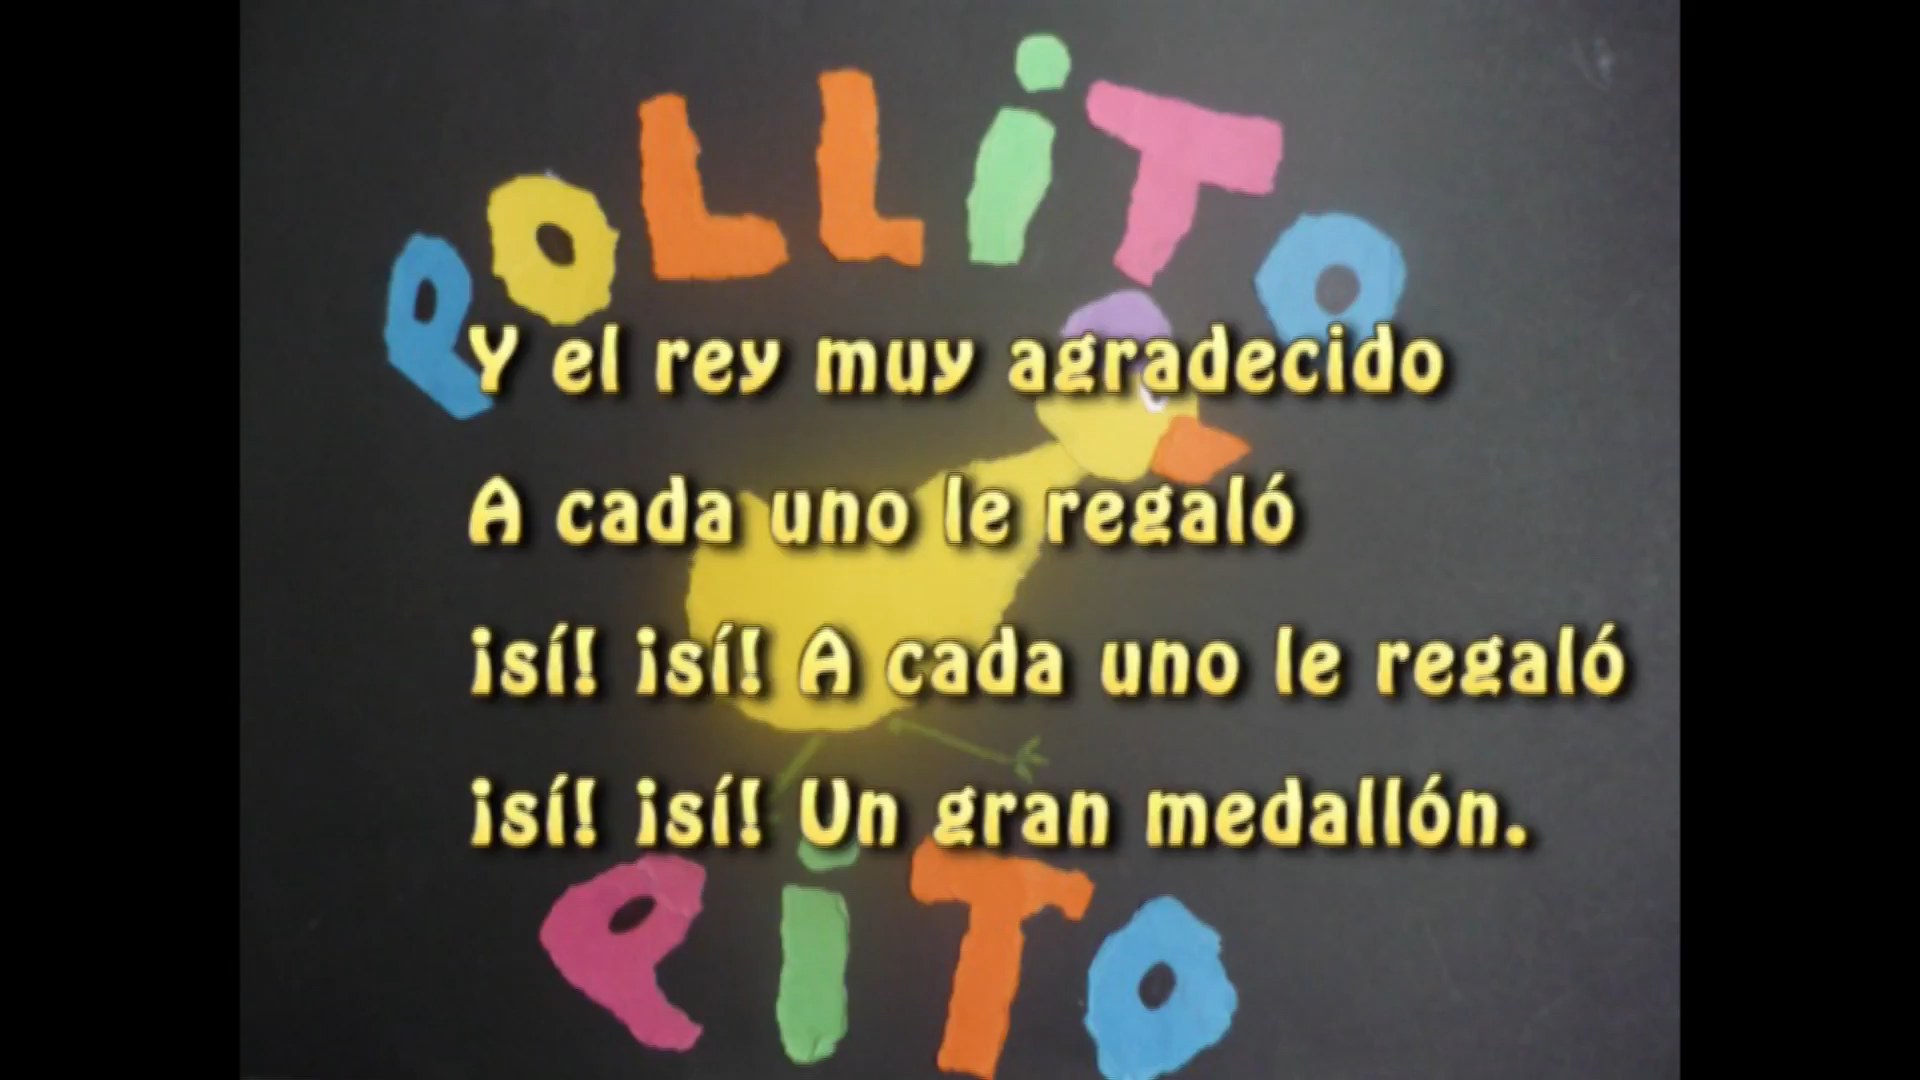 POLLiTO
Y el rey muy agradecido
A cada uno le regaló
¡sí! ¡sí! A cada uno le regaló
¡sí! ¡sí! Un gran medallón.
PiTO